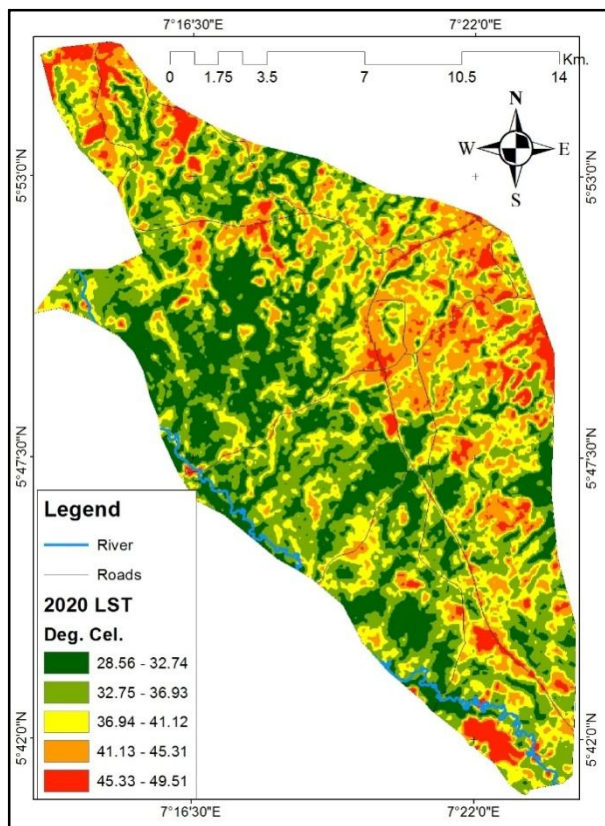 7°16'30"E 7°22'0"E
Km.
0 1.75 3.5 7 10.5 14
N
W E
S
5°53'0"N 5°53'0"N
5°47'30"N 5°47'30"N
Legend
River
Roads
2020 LST
Deg. Cel.
28.56 - 32.74
32.75 - 36.93
36.94 - 41.12
41.13 - 45.31
45.33 - 49.51
5°42'0"N 5°42'0"N
7°16'30"E 7°22'0"E